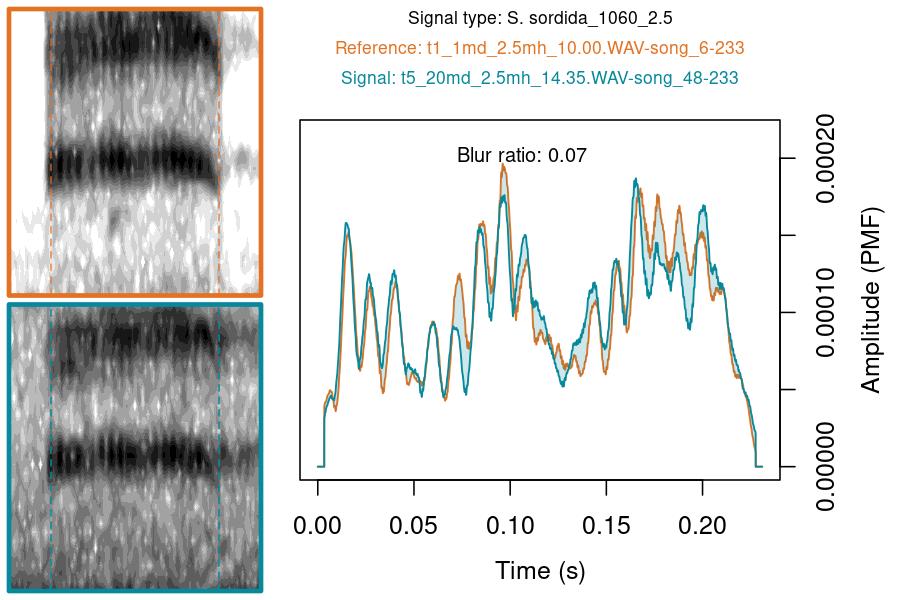 Signal type: S. sordida_1060_2.5
Reference: t1_1md_2.5mh_10.00.WAV-song_6-233
Signal: t5_20md_2.5mh_14.35.WAV-song_48-233
Blur ratio: 0.07
0.00020
0.00010
0.00000
Amplitude (PMF)
0.00 0.05 0.10 0.15 0.20
Time (s)